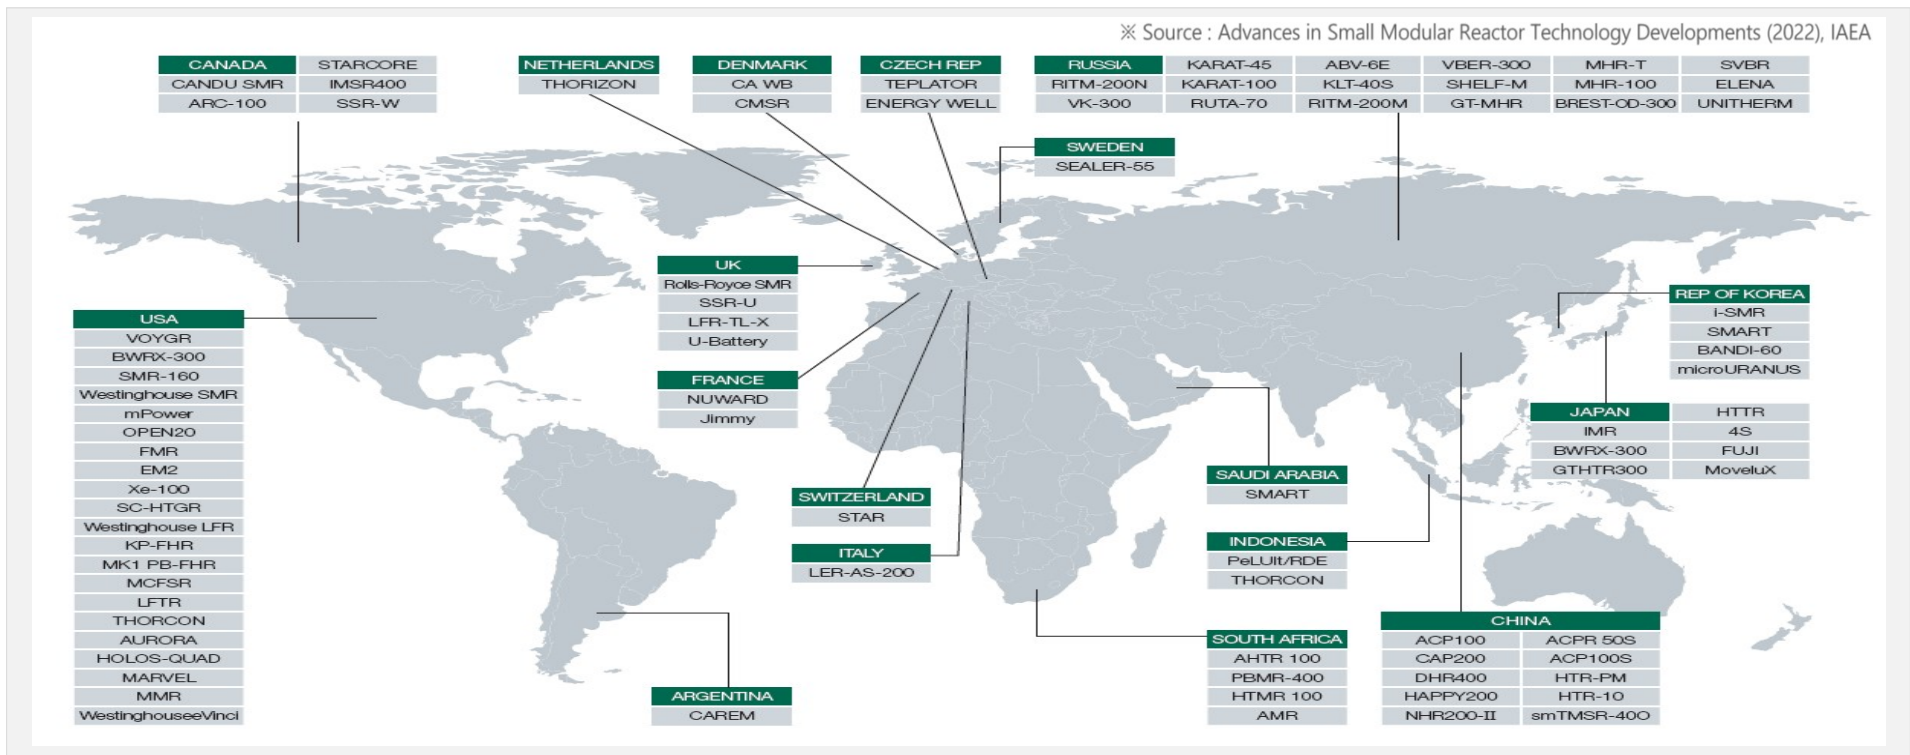 ※ Source : Advances in Small Modular Reactor Technology Developments (2022), IAEA
CANADA STARCORE
CANDU SMR IMSR400
ARC-100 SSR-W
NETHERLANDS
THORIZON
DENMARK
CA WB
CMSR
CZECH REP
TEPLATOR
ENERGY WELL
RUSSIA KARAT-45 ABV-6E VBER-300 MHR-T SVBR
RITM-200N KARAT-100 KLT-40S SHELF-M MHR-100 ELENA
VK-300 RUTA-70 RITM-200M GT-MHR BREST-OD-300 UNITHERM
SWEDEN
SEALER-55
UK
Rolls-Royce SMR
SSR-U
LFR-TL-X
U-Battery
REP OF KOREA
i-SMR
SMART
BANDI-60
microURANUS
USA
VOYGR
BWRX-300
SMR-160
Westinghouse SMR
mPower
OPEN20
FMR
EM2
Xe-100
SC-HTGR
Westinghouse LFR
KP-FHR
MK1 PB-FHR
MCFSR
LFTR
THORCON
AURORA
HOLOS-QUAD
MARVEL
MMR
WestinghouseeVinci
FRANCE
NUWARD
Jimmy
JAPAN HTTR
IMR 4S
BWRX-300 FUJI
GTHTR300 MoveluX
SAUDI ARABIA
SMART
SWITZERLAND
STAR
INDONESIA
PeLUIt/RDE
THORCON
ITALY
LER-AS-200
CHINA
ACP100 ACPR 50S
CAP200 ACP100S
DHR400 HTR-PM
HAPPY200 HTR-10
NHR200-II smTMSR-40O
SOUTH AFRICA
AHTR 100
PBMR-400
HTMR 100
AMR
ARGENTINA
CAREM